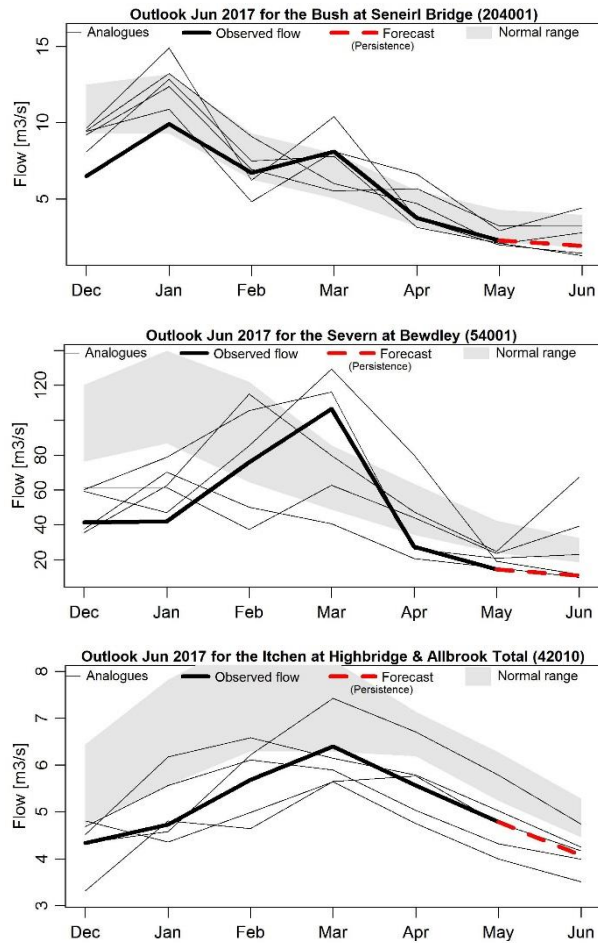 Outlook Jun 2017 for the Bush at Seneirl Bridge (204001)
Analogues Observed flow Forecast Normal range
(Persistence)
Flow [m3/s]
15
10
5
Dec Jan Feb Mar Apr May Jun
Outlook Jun 2017 for the Severn at Bewdley (54001)
Analogues Observed flow Forecast Normal range
(Persistence)
Flow [m3/s]
120
80
60
40
20
Dec Jan Feb Mar Apr May Jun
Outlook Jun 2017 for the Itchen at Highbridge & Allbrook Total (42010)
Analogues Observed flow Forecast Normal range
(Persistence)
Flow [m3/s]
8
7
6
5
4
3
Dec Jan Feb Mar Apr May Jun